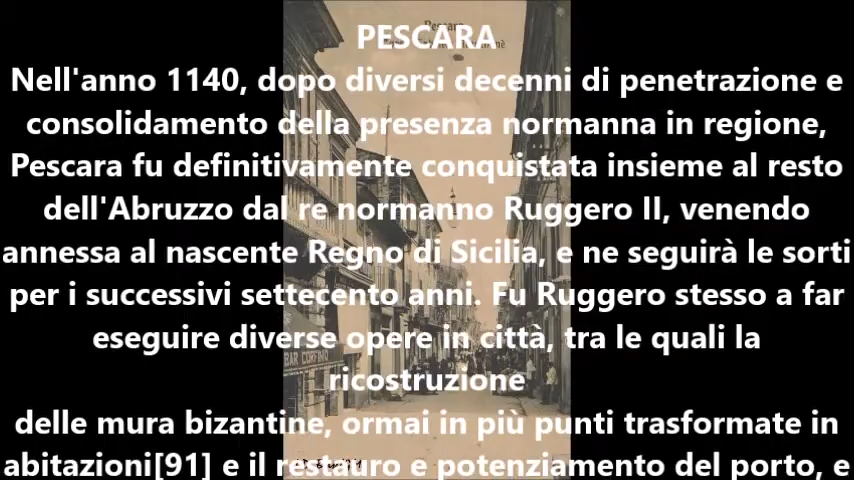 PESCARA
Nell'anno 1140, dopo diversi decenni di penetrazione e
consolidamento della presenza normanna in regione,
Pescara fu definitivamente conquistata insieme al resto
dell'Abruzzo dal re normanno Ruggero II, venendo
annessa al nascente Regno di Sicilia, e ne seguirà le sorti
per i successivi settecento anni. Fu Ruggero stesso a far
eseguire diverse opere in città, tra le quali la
ricostruzione
delle mura bizantine, ormai in più punti trasformate in
abitazioni[91] e il restauro e potenziamento del porto, e
Pescara
BAR CORFINIO